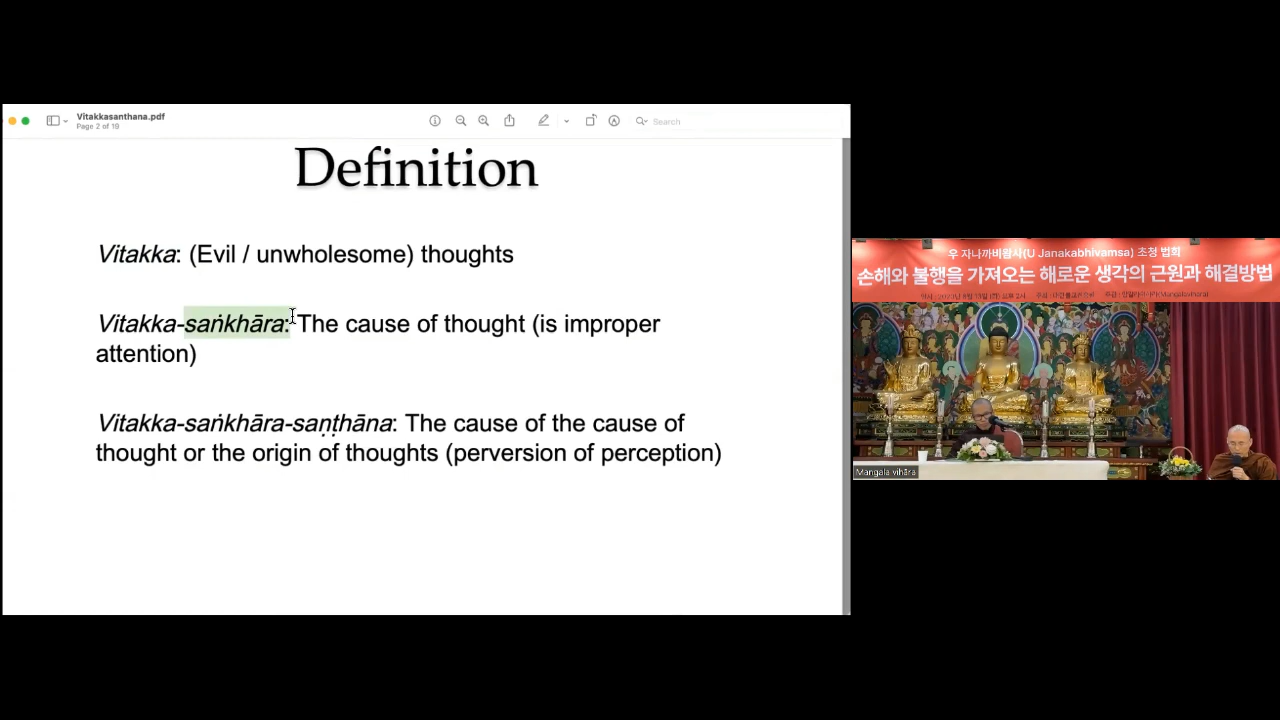 Vitakkasanthana.pdf
Page 2 of 19
Search
Definition
Vitakka: (Evil / unwholesome) thoughts
Vitakka-saṅkhāra: The cause of thought (is improper
attention)
Vitakka-saṅkhāra-saṇṭhāna: The cause of the cause of
thought or the origin of thoughts (perversion of perception)
우 자나까비왐사(U Janakabhivamsa) 초청 법회
손해와 불행을 가져오는 해로운 생각의 근원과 해결방법
Mangala vihāra